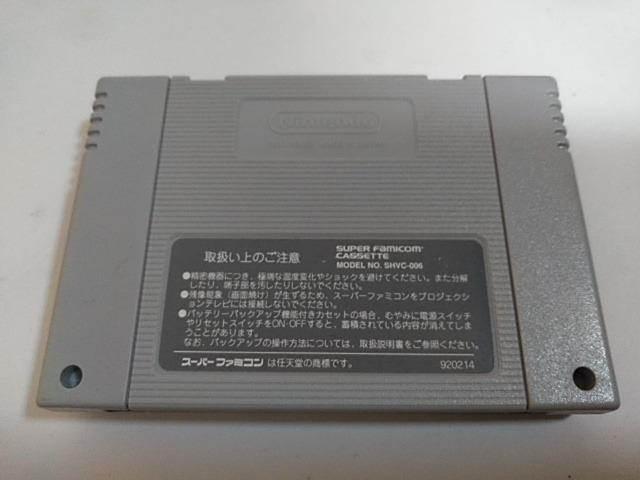 Nintendo
取扱い上のご注意
SUPER FAMICOM
CASSETTE
MODEL NO. SHVC-006
●精密機器につき、極端な温度変化やショックを避けてください。また分解
したり、端子部を汚したりしないでください。
●残像現象（画面焼け）が生ずるため、スーパーファミコンをプロジェクショ
ンテレビには接続しないでください。
●バッテリーバックアップ機能付きカセットの場合、むやみに電源スイッチ
やリセットスイッチをON・OFFすると、蓄積されている内容が消えてしま
うことがあります。
なお、バックアップの操作方法については、取扱説明書をご参照ください。
スーパーファミコン は任天堂の商標です。
920214